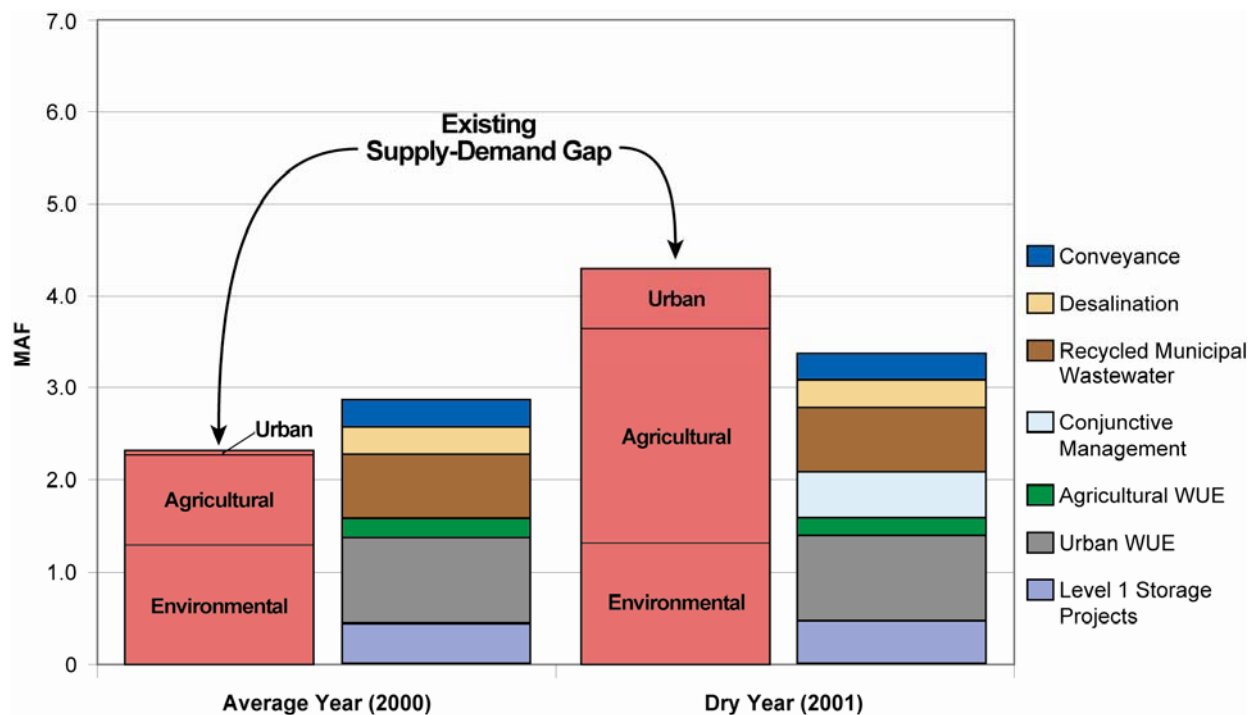 7.0
6.0
5.0
4.0
3.0
2.0
1.0
0
MAF
Existing
Supply-Demand Gap
Urban
Agricultural
Environmental
Urban
Agricultural
Environmental
Average Year (2000)
Dry Year (2001)
Conveyance
Desalination
Recycled Municipal
Wastewater
Conjunctive
Management
Agricultural WUE
Urban WUE
Level 1 Storage
Projects